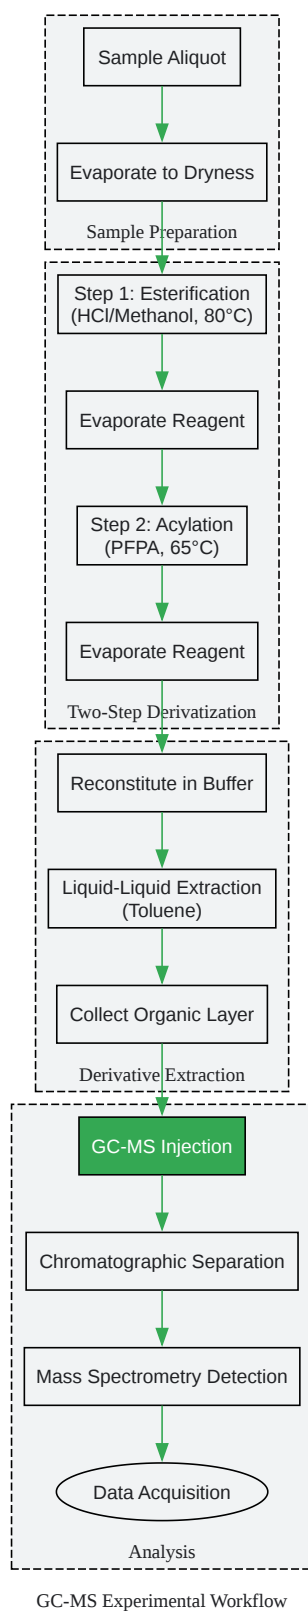 Sample Aliquot
Evaporate to Dryness
Sample Preparation
Step 1: Esterification
(HCl/Methanol, 80°C)
Evaporate Reagent
Step 2: Acylation
(PFPA, 65°C)
Evaporate Reagent
Two-Step Derivatization
Reconstitute in Buffer
Liquid-Liquid Extraction
(Toluene)
Collect Organic Layer
Derivative Extraction
GC-MS Injection
Chromatographic Separation
Mass Spectrometry Detection
Data Acquisition
Analysis
GC-MS Experimental Workflow